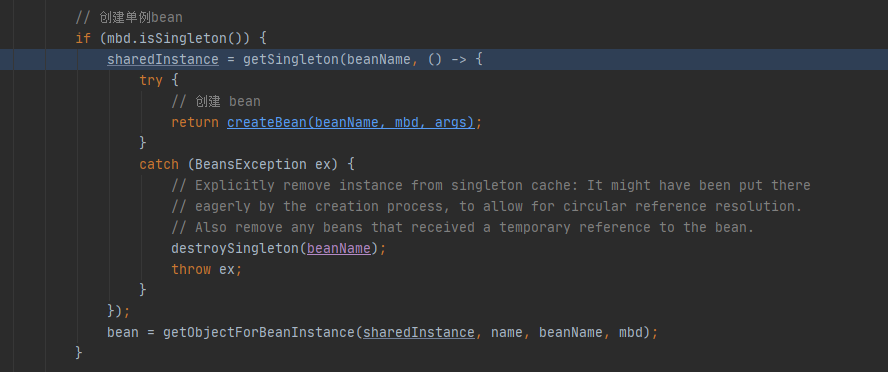 // 创建单例bean
if (mbd.isSingleton()) {
sharedInstance = getSingleton(beanName, () -> {
try {
// 创建 bean
return createBean(beanName, mbd, args);
}
catch (BeansException ex) {
// Explicitly remove instance from singleton cache: It might have been put there
// eagerly by the creation process, to allow for circular reference resolution.
// Also remove any beans that received a temporary reference to the bean.
destroySingleton(beanName);
throw ex;
}
});
bean = getObjectForBeanInstance(sharedInstance, name, beanName, mbd);
}